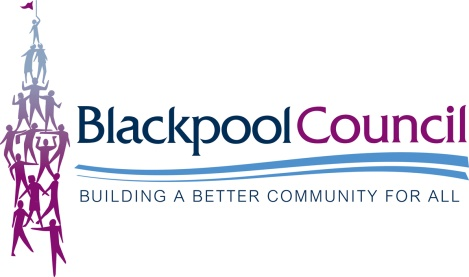 BlackpoolCouncil
BUILDING A BETTER COMMUNITY FOR ALL